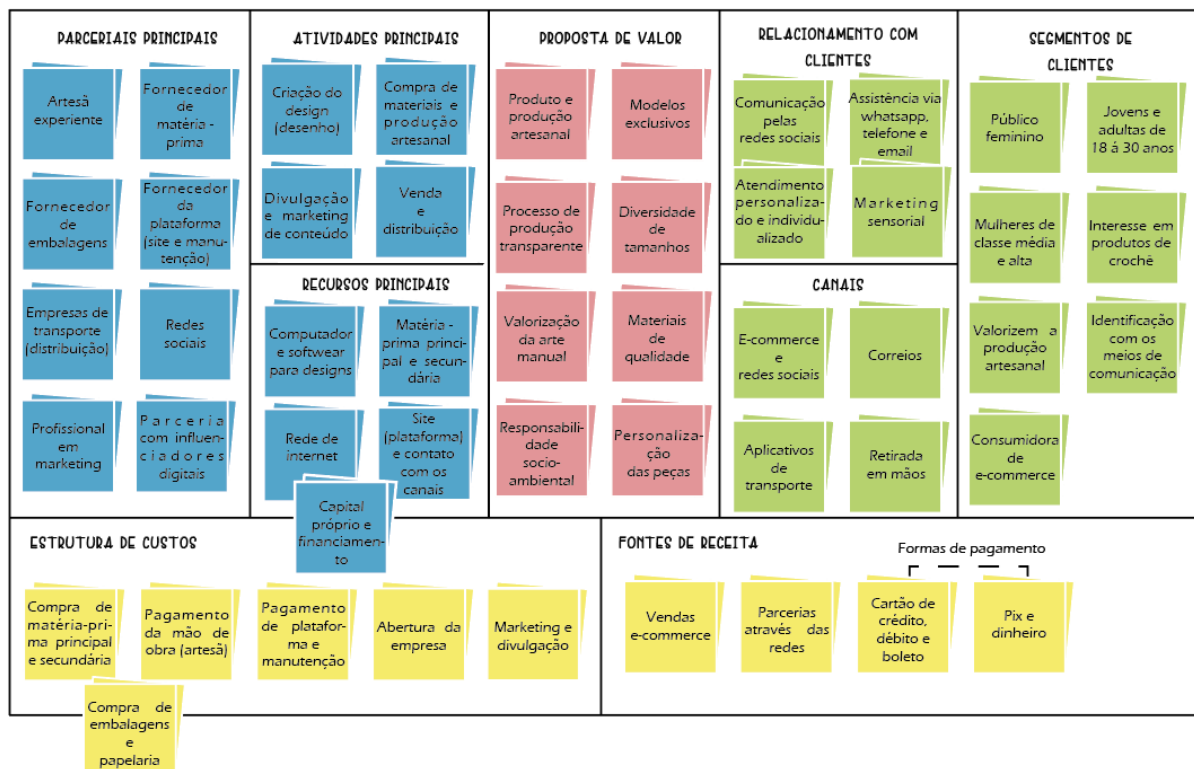 PARCERIAIS PRINCIPAIS
Artesã
experiente
Fornecedor
de
matéria -
prima
Fornecedor
de
embalagens
Fornecedor
da
plataforma
(site e manu-
tenção)
Empresas de
transporte
(distribuição)
Redes
sociais
Profissional
em
marketing
Parceria
com influen-
ciadores
digitais
ATIVIDADES PRINCIPAIS
Criação do
design
(desenho)
Compra de
materiais e
produção
artesanal
Divulgação
e marketing
de conteúdo
Venda
e
distribuição
RECURSOS PRINCIPAIS
Computador
e softwear
para designs
Matéria -
prima princi-
pal e secun-
dária
Rede de
internet
Site
(plataforma)
e contato
com os
canais
Capital
próprio e
financiamen-
to
PROPOSTA DE VALOR
Produto e
produção
artesanal
Modelos
exclusivos
Processo de
produção
transparente
Diversidade
de
tamanhos
Valorização
da arte
manual
Materiais
de
qualidade
Responsabili-
dade
socio-
ambiental
Personaliza-
ção
das peças
RELACIONAMENTO COM
CLIENTES
Comunicação
pelas
redes sociais
Assistência via
whatsapp,
telefone e
email
Atendimento
personaliza-
do e individu-
alizado
Marketing
sensorial
CANAIS
E-commerce
e
redes sociais
Correios
Aplicativos
de
transporte
Retirada
em mãos
SEGMENTOS DE
CLIENTES
Público
feminino
Jovens e
adultas de
18 á 30 anos
Mulheres de
classe média
e alta
Interesse em
produtos de
crochê
Valorizem a
produção
artesanal
Identificação
com os
meios de
comunicação
Consumidora
de
e-commerce
ESTRUTURA DE CUSTOS
Compra de
matéria-pri-
ma principal
e secundária
Pagamento
da mão de
obra (artesã)
Pagamento
de platafor-
ma e
manutenção
Abertura da
empresa
Marketing e
divulgação
Compra de
embalagens
e
papelaria
FONTES DE RECEITA
Formas de pagamento
Vendas
e-commerce
Parcerias
através das
redes
Cartão de
crédito,
débito e
boleto
Pix e
dinheiro